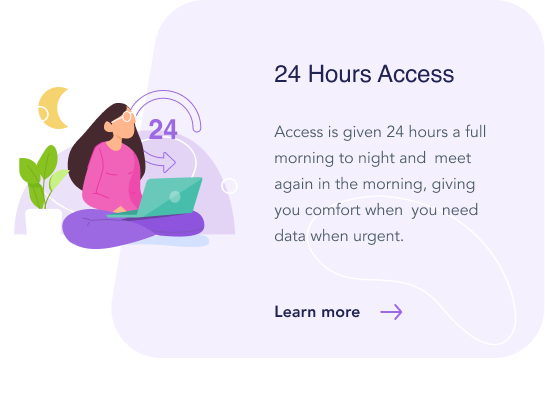 24 Hours Access
24
Access is given 24 hours a full
morning to night and  meet
again in the morning, giving
you comfort when  you need
data when urgent.
Learn more